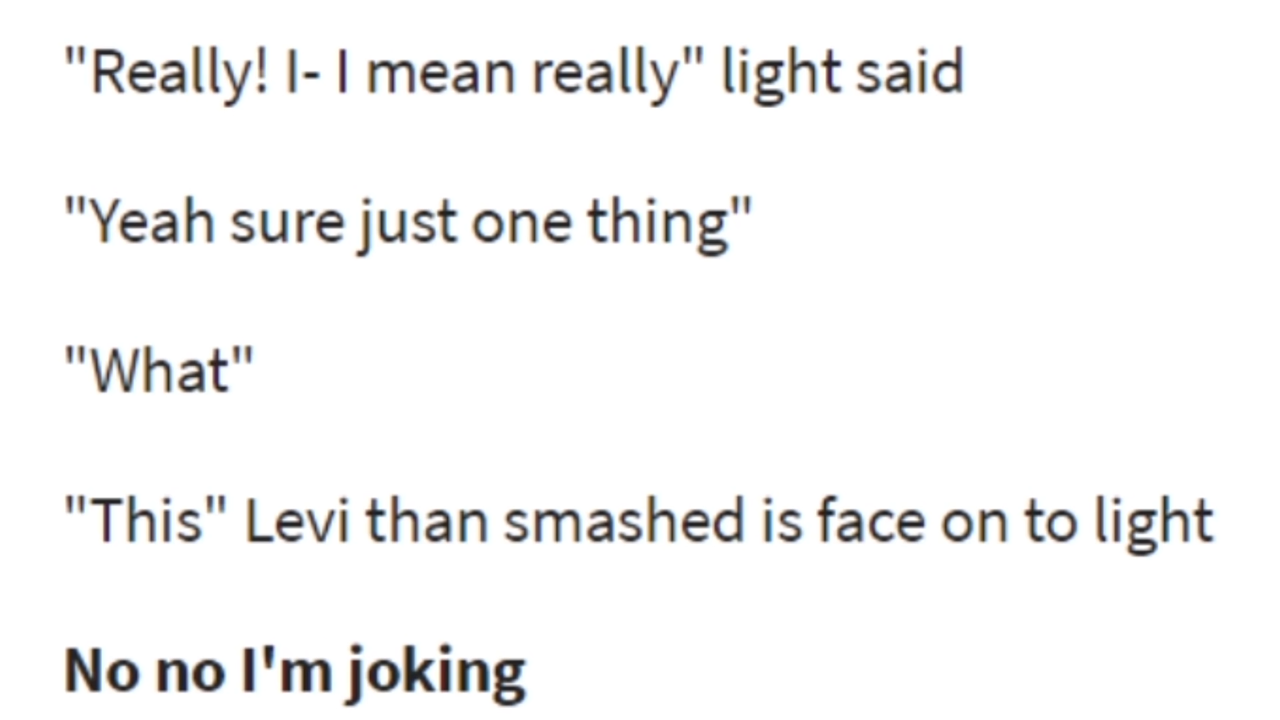 "Really! I- I mean really" light said
"Yeah sure just one thing"
"What"
"This" Levi than smashed is face on to light
No no I'm joking